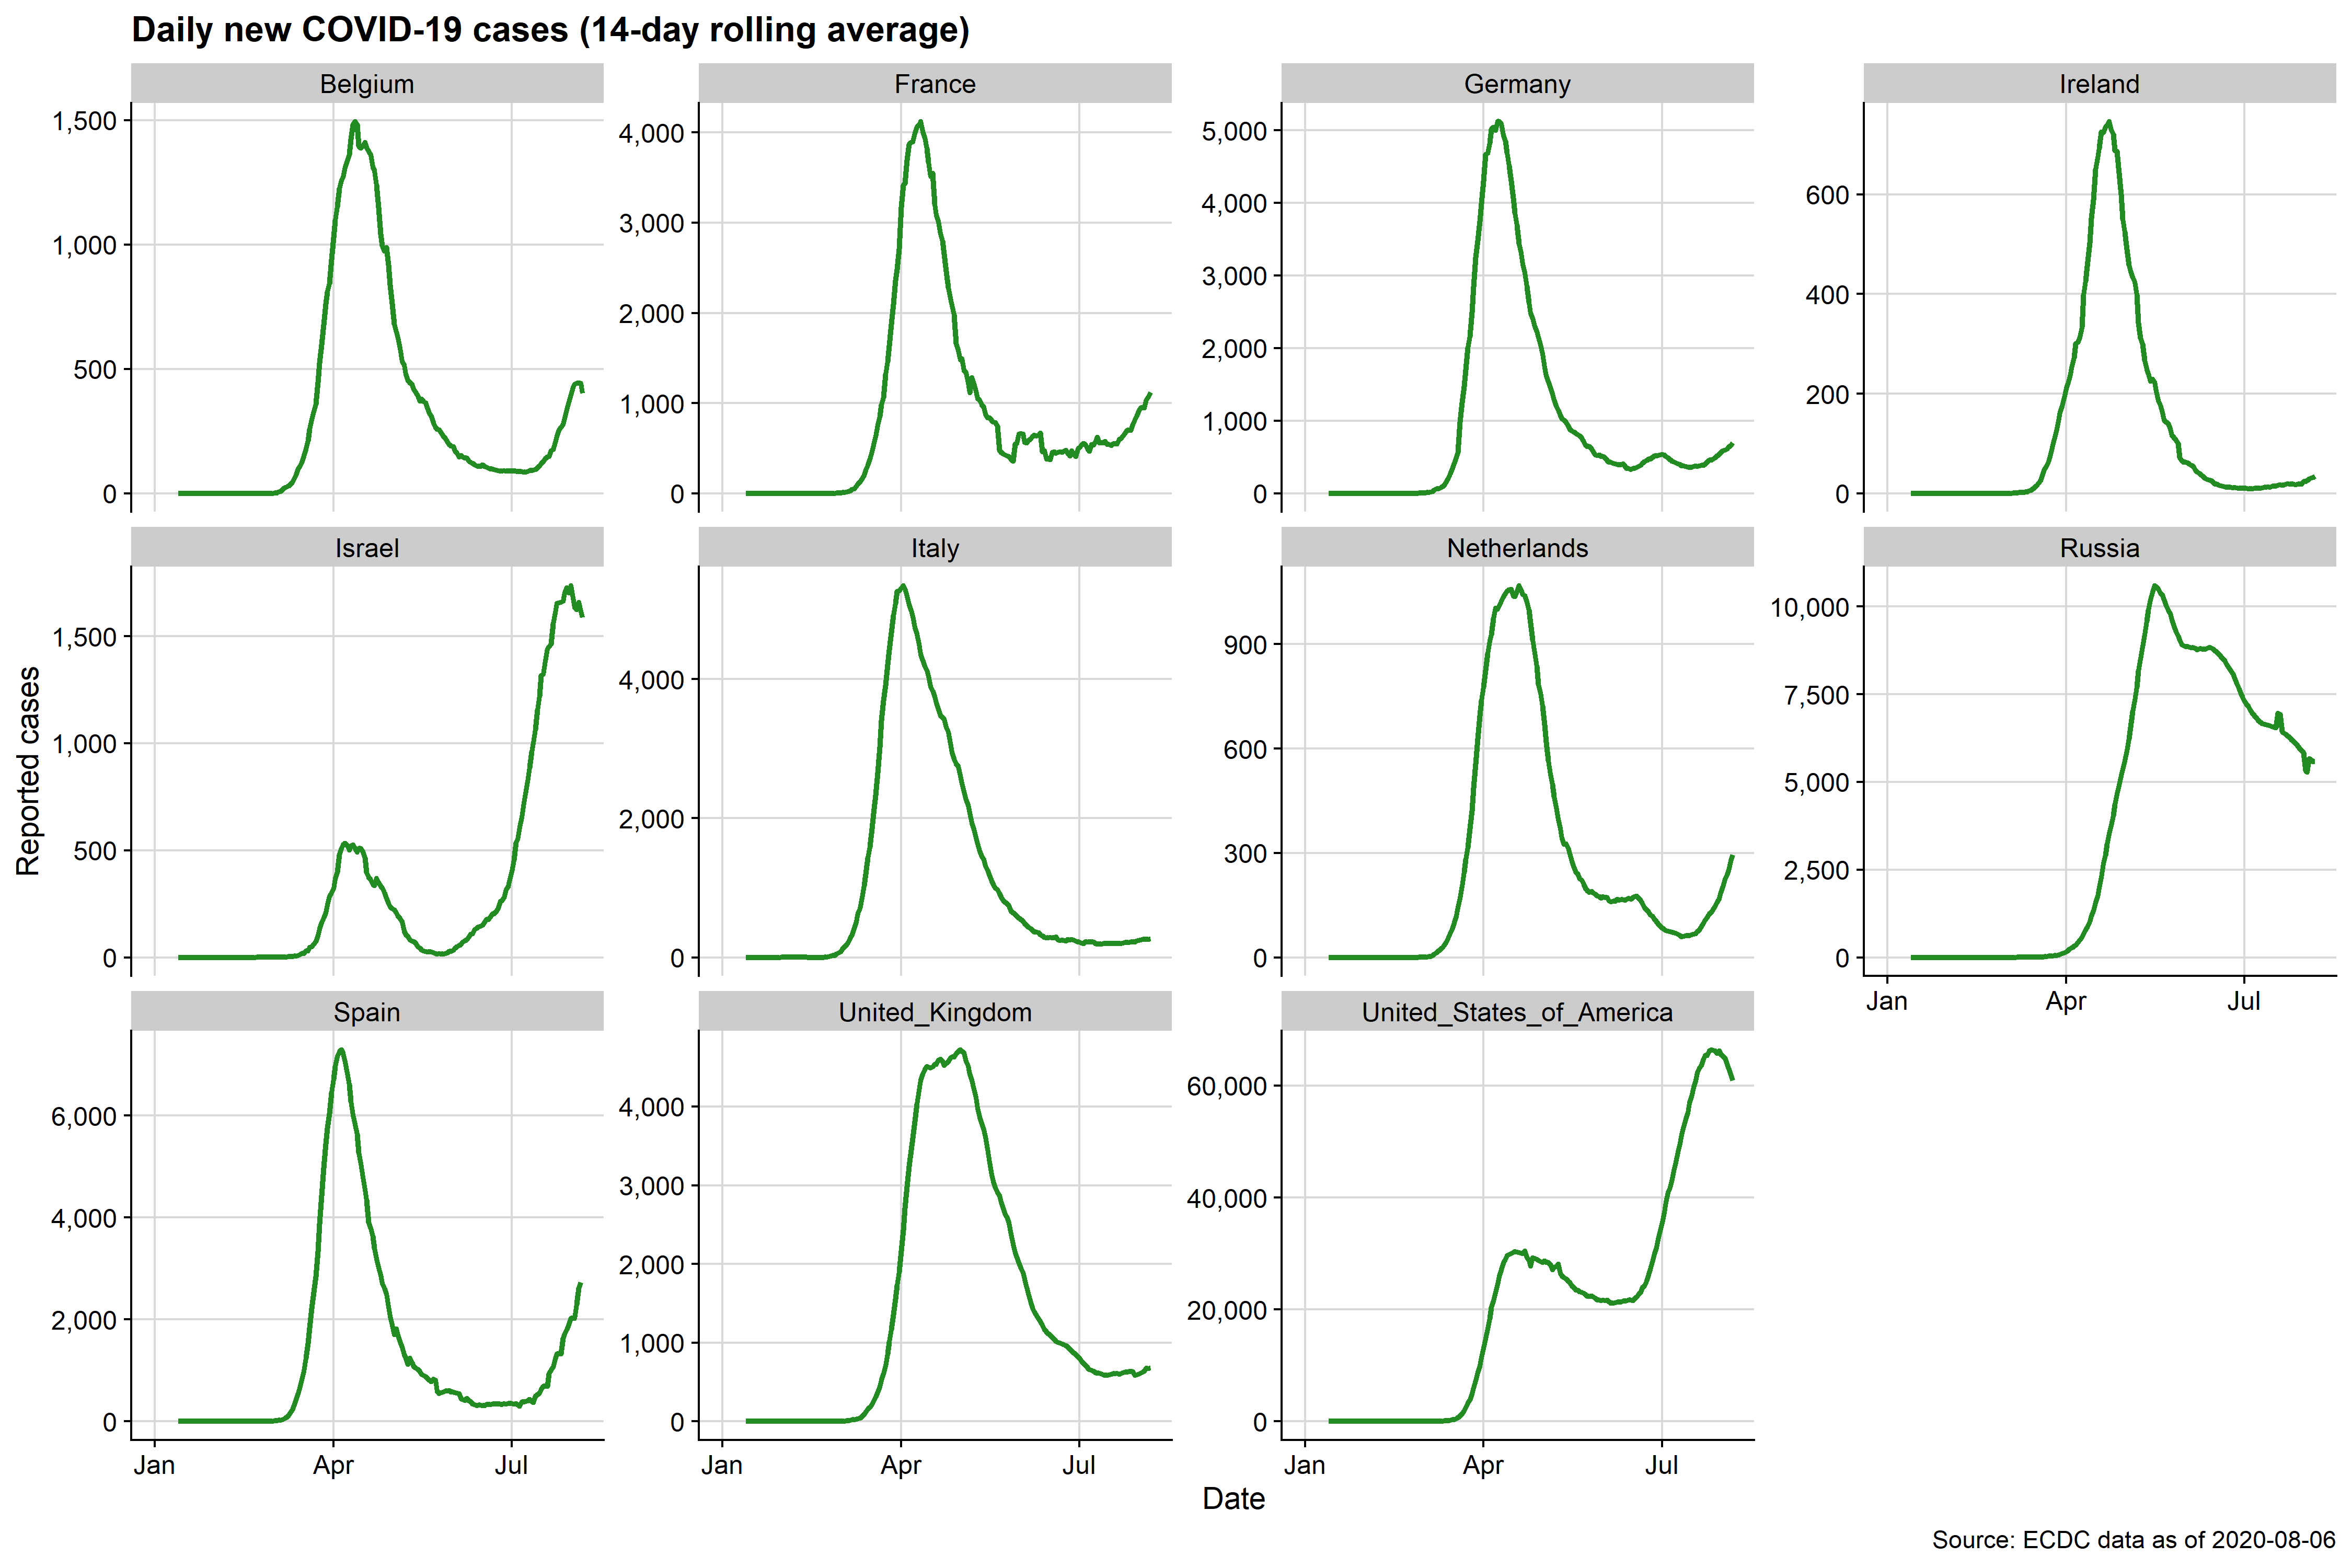 Daily new COVID-19 cases (14-day rolling average)
Belgium
France
Germany
Ireland
1,500
1,000
500
0
4,000
3,000
2,000
1,000
0
5,000
4,000
3,000
2,000
1,000
0
600
400
200
0
Israel
Italy
Netherlands
Russia
1,500
1,000
500
0
4,000
2,000
0
900
600
300
0
10,000
7,500
5,000
2,500
0
Jan
Apr
Jul
Reported cases
Spain
United_Kingdom
United_States_of_America
6,000
4,000
2,000
0
4,000
3,000
2,000
1,000
0
60,000
40,000
20,000
0
Jan
Apr
Jul
Jan
Apr
Jul
Jan
Apr
Jul
Date
Source: ECDC data as of 2020-08-06